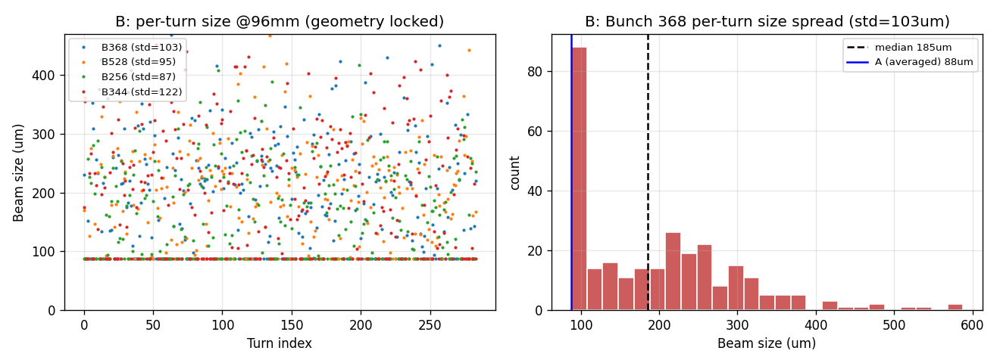 B: per-turn size @96mm (geometry locked)
B368 (std=103)
B528 (std=95)
B256 (std=87)
B344 (std=122)
400
300
200
100
0
Beam size (um)
0
50
100
150
200
250
Turn index
B: Bunch 368 per-turn size spread (std=103um)
median 185um
A (averaged) 88um
80
60
40
20
0
count
100
200
300
400
500
600
Beam size (um)